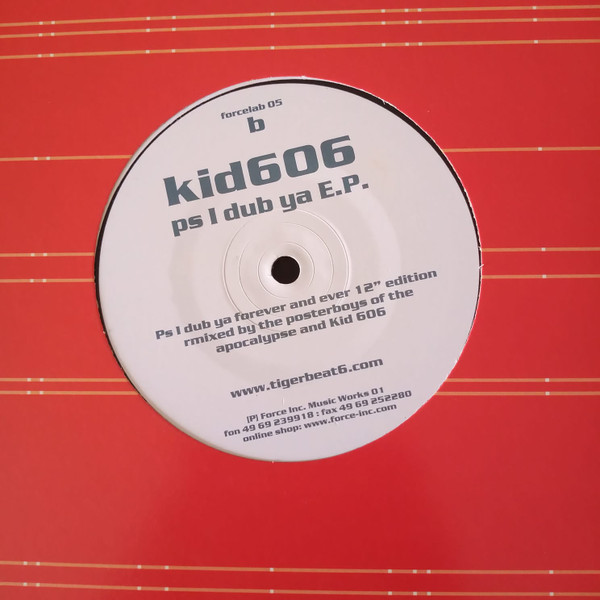 forcelab 05
b
kid606
ps I dub ya E.P.
Ps I dub ya forever and ever 12" edition
rmixed by the posterboys of the
apocalypse and Kid 606
www.tigerbeat6.com
(P) Force Inc. Music Works 01
fon 49 69 239918 : fax 49 69 252280
online shop: www.force-inc.com